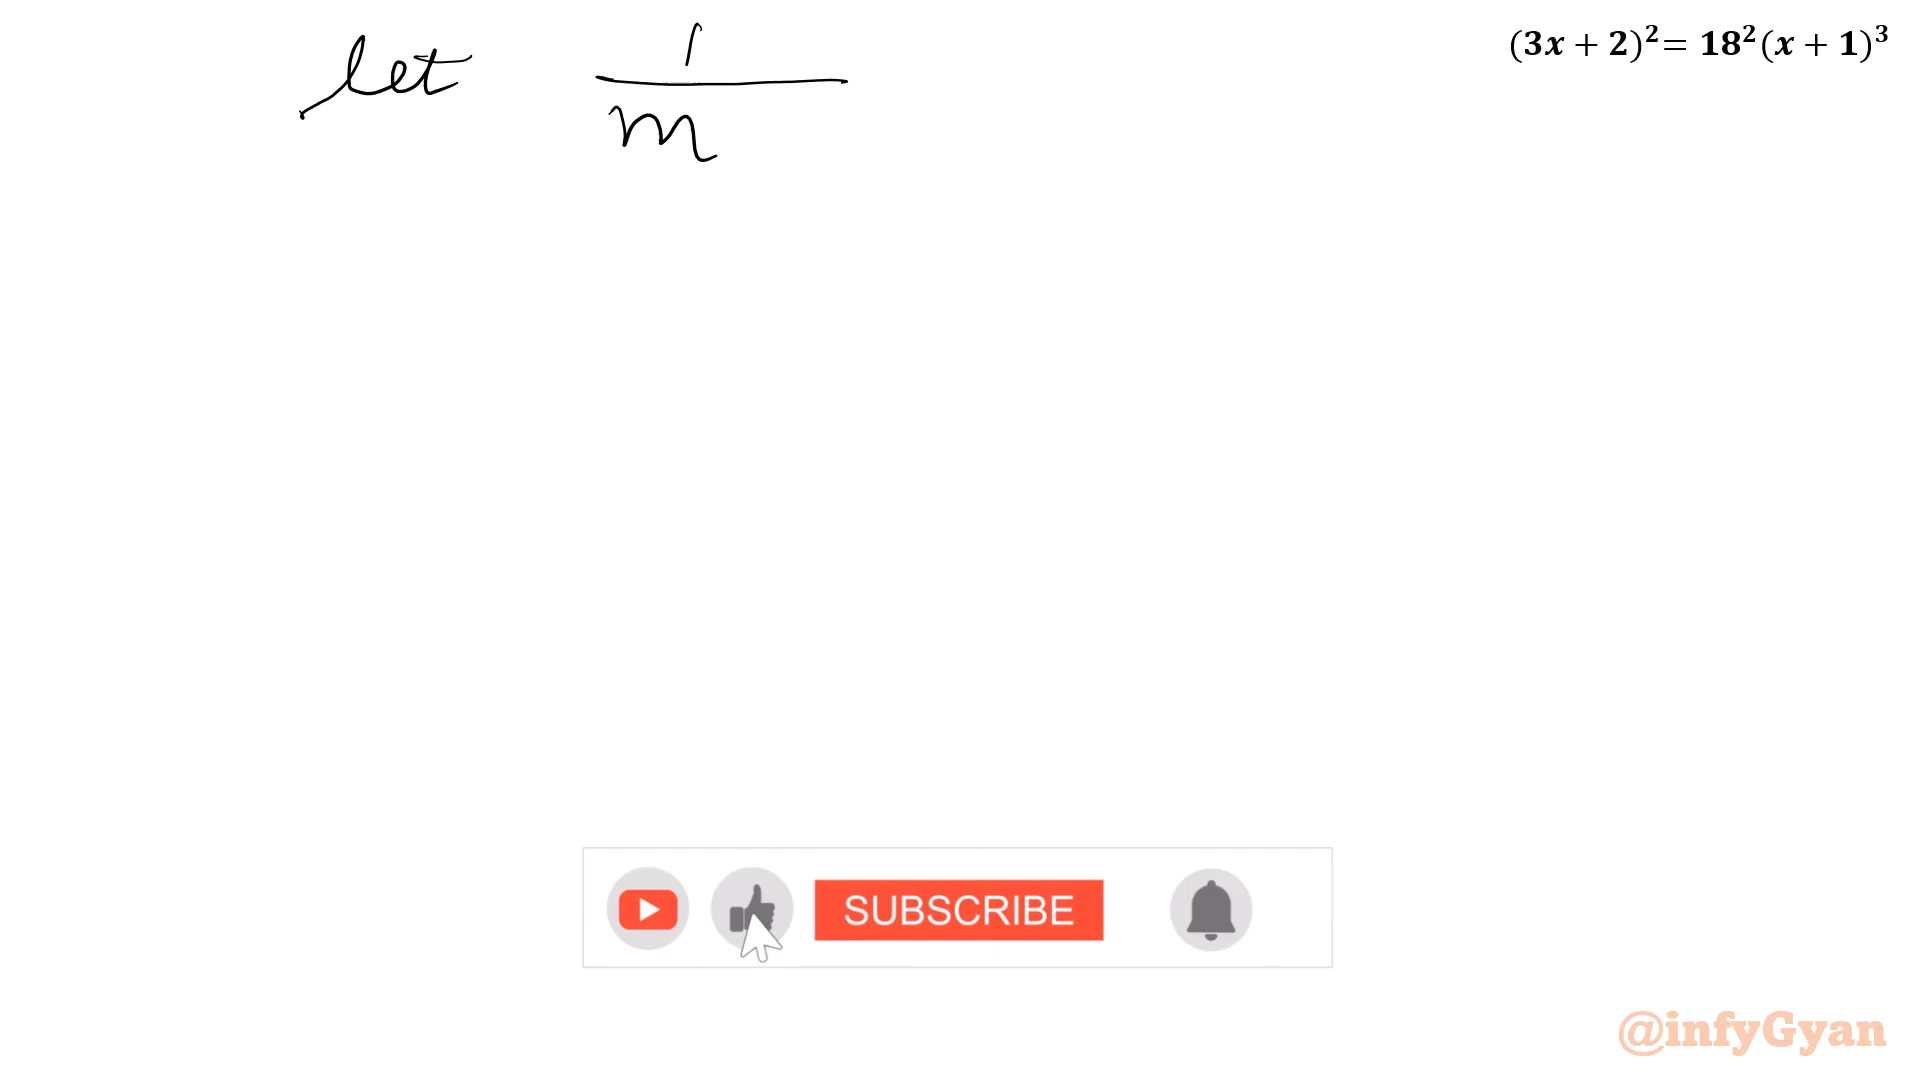 let 1/m
(3x + 2)²= 18²(x + 1)³
SUBSCRIBE
@infyGyan